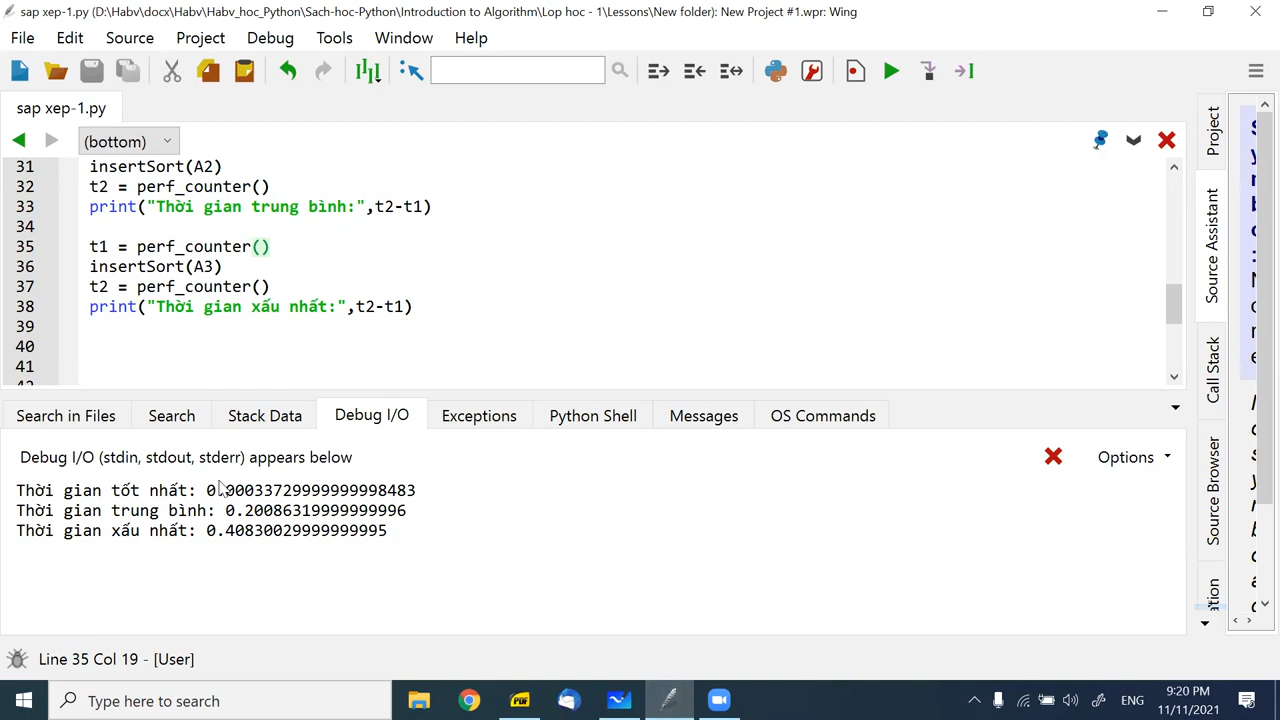 sap xep-1.py (D:\Habv\docx\Habv\Habv_hoc_Python\Sach-hoc-Python\Introduction to Algorithm\Lop hoc - 1\Lessons\New folder): New Project #1.wpr: Wing
File Edit Source Project Debug Tools Window Help
sap xep-1.py
(bottom)
31 insertSort(A2)
32 t2 = perf_counter()
33 print("Thời gian trung bình:",t2-t1)
34
35 t1 = perf_counter()
36 insertSort(A3)
37 t2 = perf_counter()
38 print("Thời gian xấu nhất:",t2-t1)
39
40
41
Search in Files Search Stack Data Debug I/O Exceptions Python Shell Messages OS Commands
Debug I/O (stdin, stdout, stderr) appears below
Options
Thời gian tốt nhất:
Thời gian trung bình: 0.20086319999999996
Thời gian xấu nhất: 0.40830029999999995
Project
Source Assistant
Call Stack
Source Browser
Line 35 Col 19 - [User]
Type here to search
PDF
ENG
9:20 PM
11/11/2021